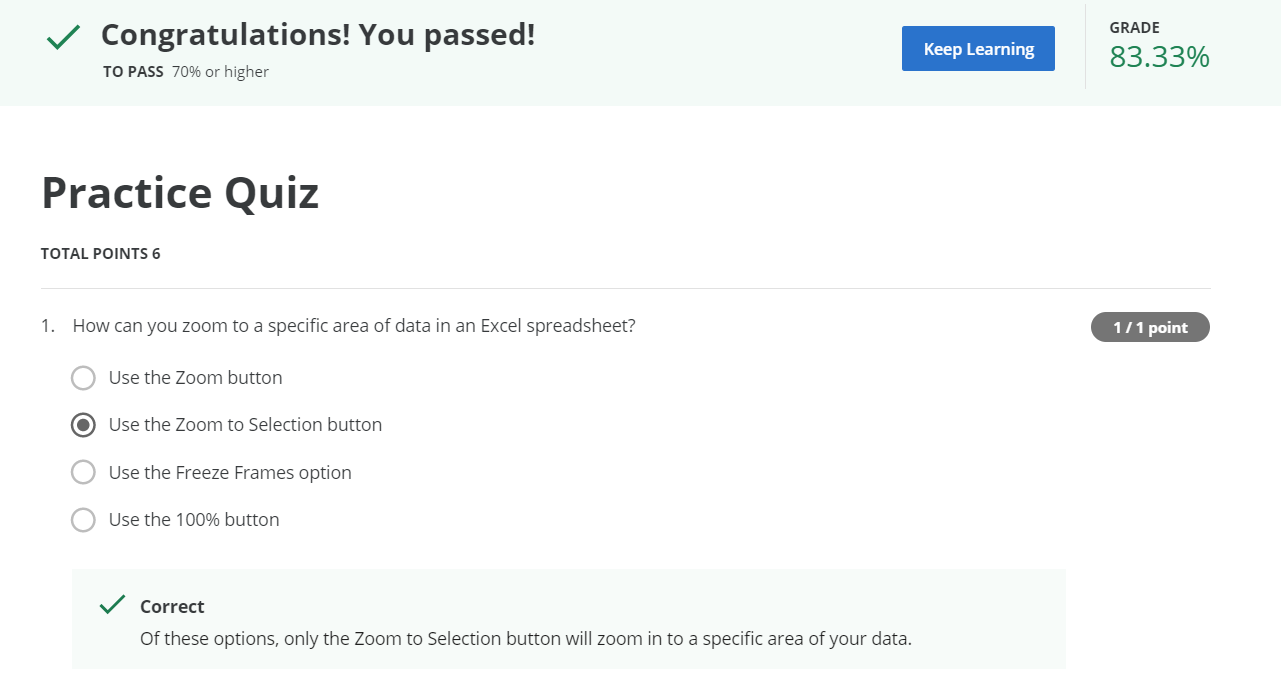 Congratulations! You passed!
TO PASS 70% or higher
Keep Learning
GRADE
83.33%
Practice Quiz
TOTAL POINTS 6
1. How can you zoom to a specific area of data in an Excel spreadsheet?
1 / 1 point
Use the Zoom button
Use the Zoom to Selection button
Use the Freeze Frames option
Use the 100% button
Correct
Of these options, only the Zoom to Selection button will zoom in to a specific area of your data.